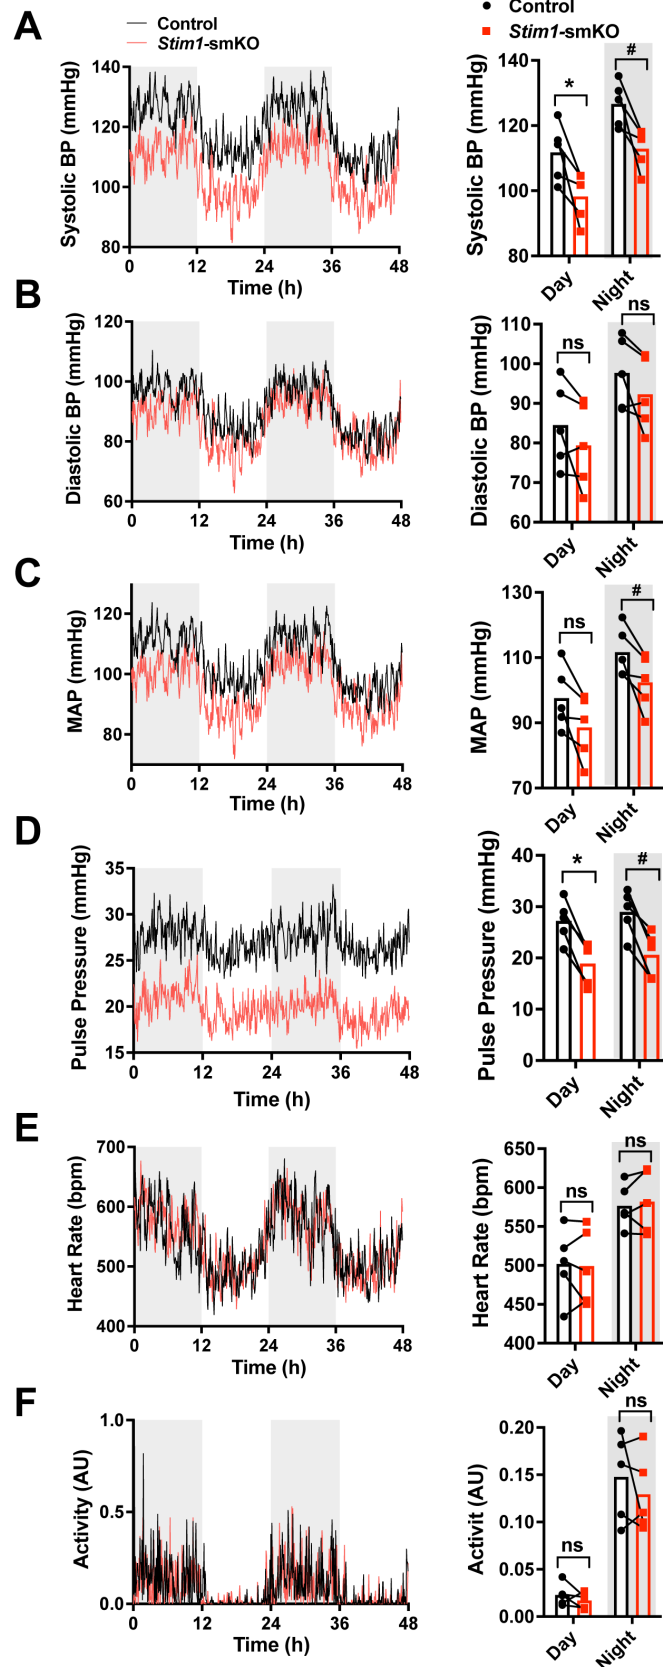 A
Control
Stim1-smKO
Systolic BP (mmHg)
140
120
100
80
0
12
24
36
48
Time (h)
Control
Stim1-smKO
Systolic BP (mmHg)
140
120
100
80
*
#
Day
Night
B
Diastolic BP (mmHg)
120
100
80
60
0
12
24
36
48
Time (h)
Diastolic BP (mmHg)
110
100
90
80
70
60
ns
ns
Day
Night
C
MAP (mmHg)
120
100
80
0
12
24
36
48
Time (h)
MAP (mmHg)
130
110
90
70
ns
#
Day
Night
D
Pulse Pressure (mmHg)
35
30
25
20
15
0
12
24
36
48
Time (h)
Pulse Pressure (mmHg)
40
30
20
10
0
*
#
Day
Night
E
Heart Rate (bpm)
700
600
500
400
0
12
24
36
48
Time (h)
Heart Rate (bpm)
650
600
550
500
450
400
ns
ns
Day
Night
F
Activity (AU)
1.0
0.5
0.0
0
12
24
36
48
Time (h)
Activit (AU)
0.20
0.15
0.10
0.05
0.00
ns
ns
Day
Night